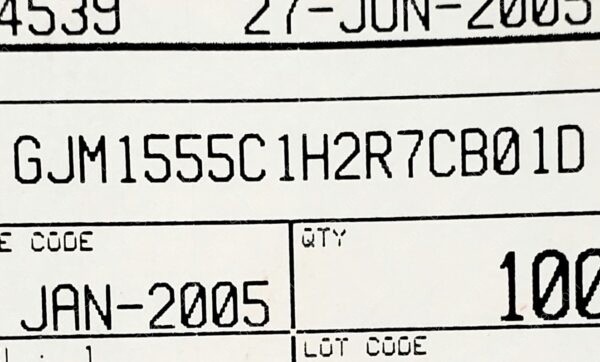 4539 27-JUN-2005
GJM1555C1H2R7CB01D
E CODE QTY
JAN-2005 100
LOT CODE